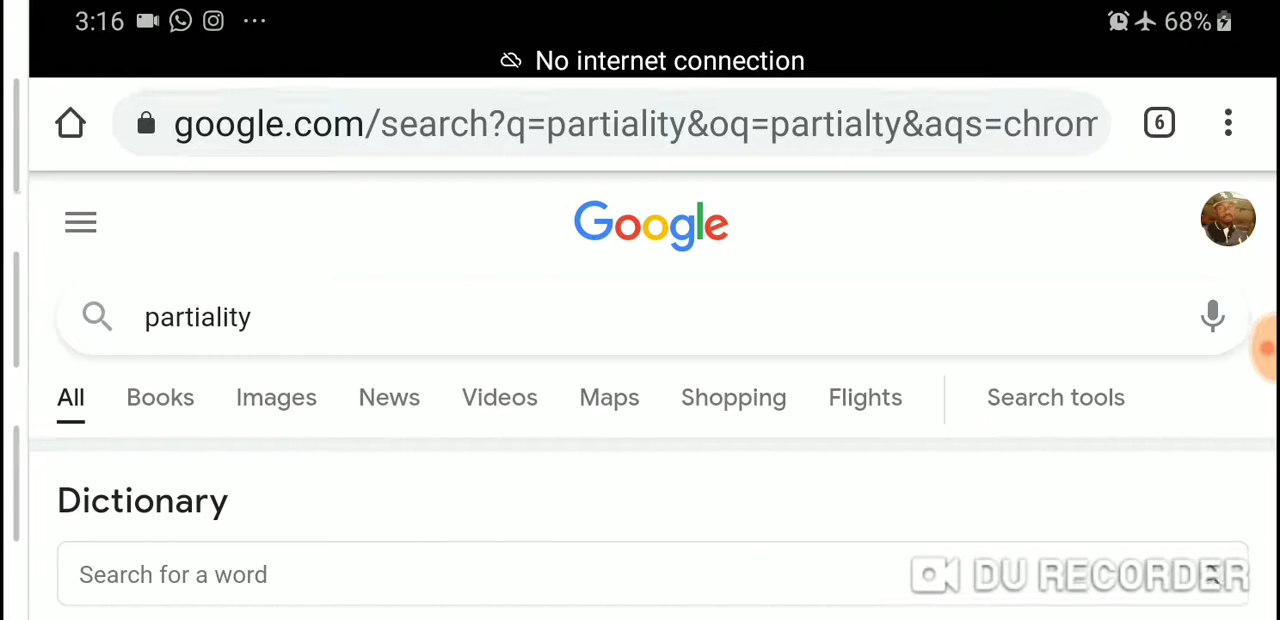 3:16 ... 68%
No internet connection
google.com/search?q=partiality&oq=partialty&aqs=chrom 6
Google
partiality
All Books Images News Videos Maps Shopping Flights Search tools
Dictionary
Search for a word
DU RECORDER